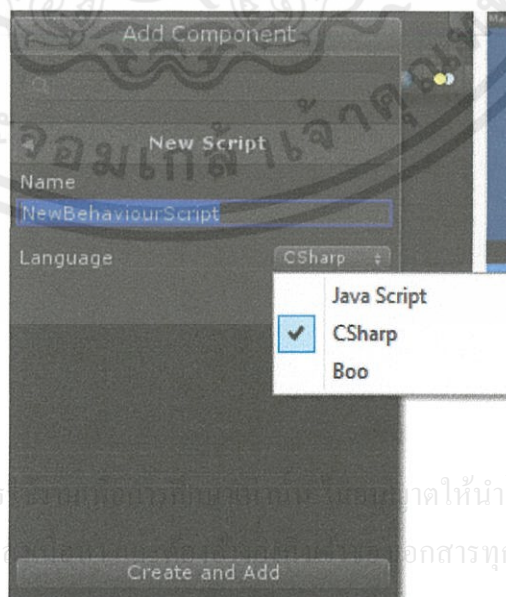 Add Component
New Script
Name
NewBehaviourScript
Language
CSharp
Java Script
CSharp
Boo
Create and Add